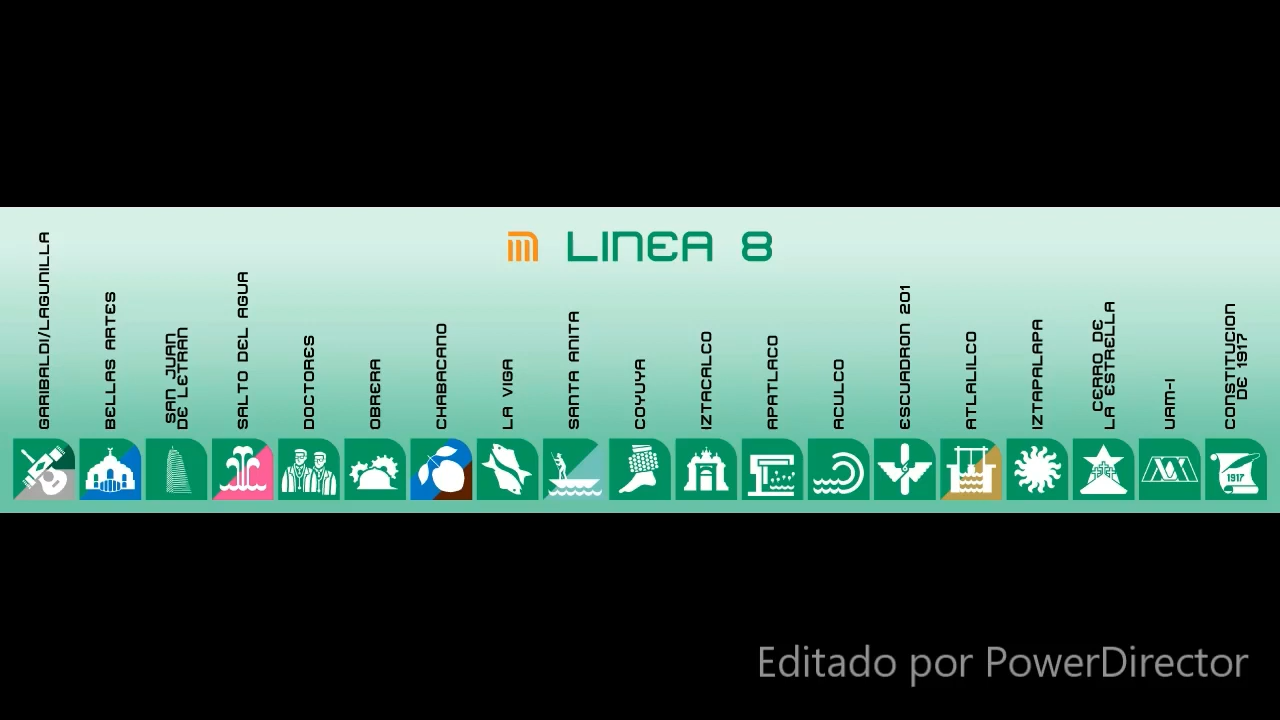 LINEA 8
GARIBALDI/LAGUNILLA
BELLAS ARTES
SAN JUAN
DE LETRAN
SALTO DEL AGUA
DOCTORES
OBRERA
CHABACANO
LA VIGA
SANTA ANITA
COYUYA
IZTACALCO
APATLACO
ACULCO
ESCUADRON 201
ATLALILCO
IZTAPALAPA
CERRO DE
LA ESTRELLA
UAM-I
CONSTITUCION
DE 1917
1917
Editado por PowerDirector